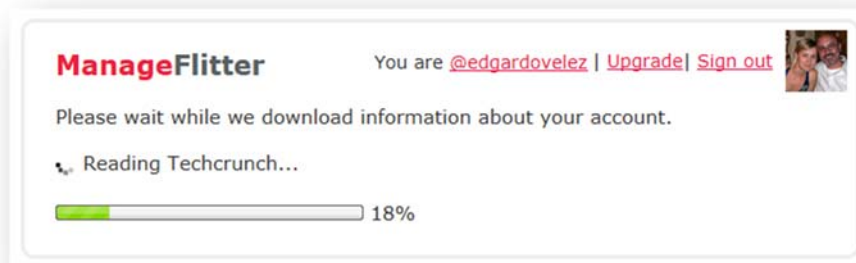 ManageFlitter You are @edgardovelez | Upgrade| Sign out
Please wait while we download information about your account.
Reading Techcrunch...
18%